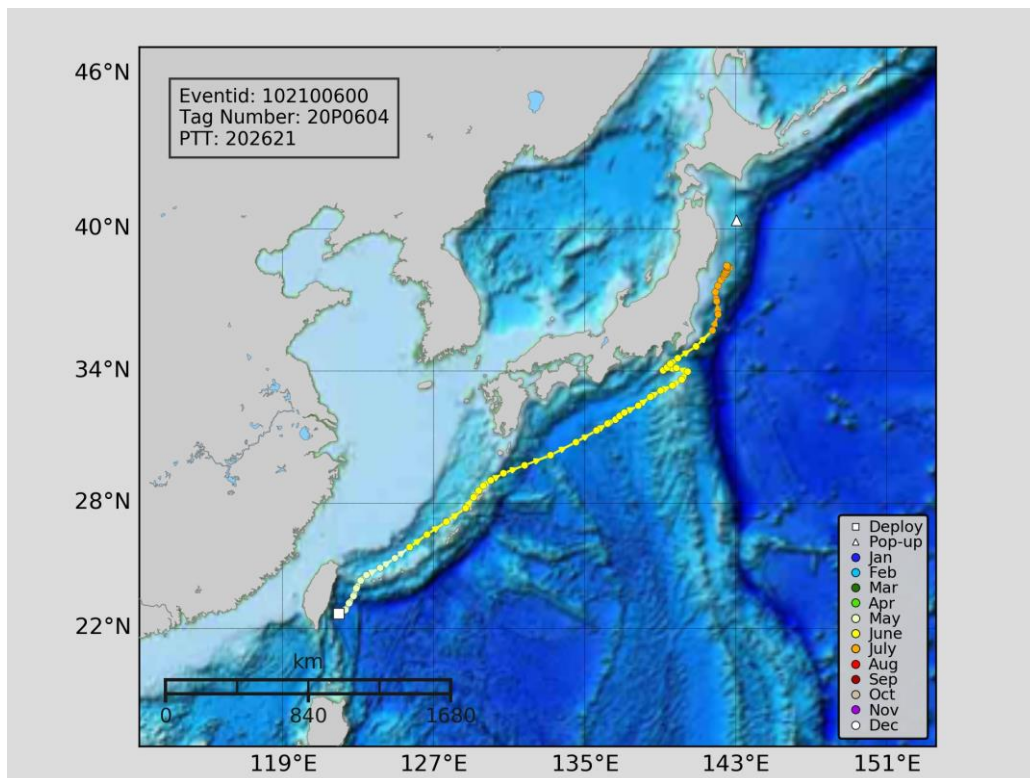 46°N
Eventid: 102100600
Tag Number: 20P0604
PTT: 202621
40°N
34°N
28°N
22°N
km
0 840 1680
Deploy
Pop-up
Jan
Feb
Mar
Apr
May
June
July
Aug
Sep
Oct
Nov
Dec
119°E 127°E 135°E 143°E 151°E